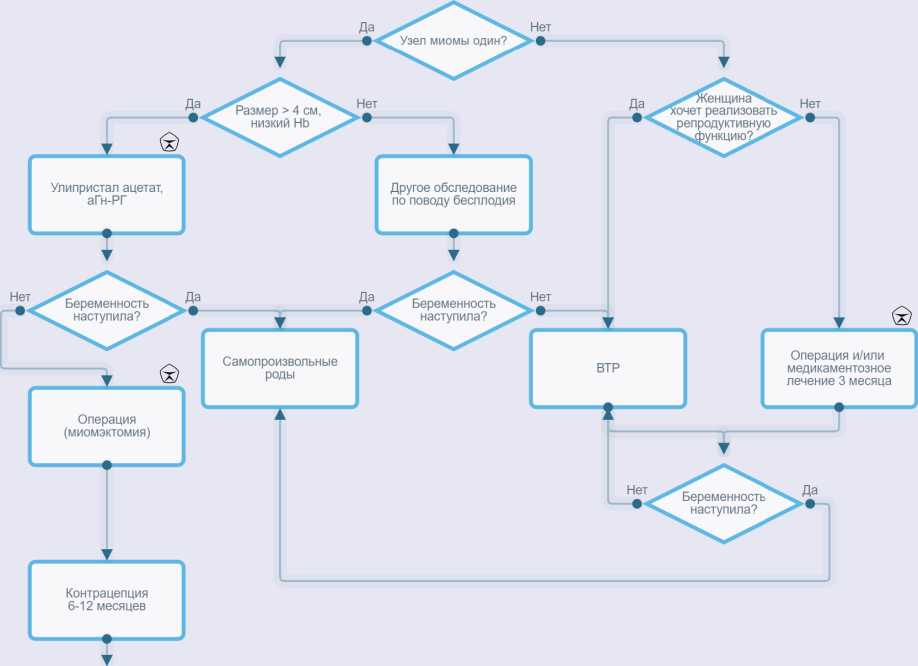 Да
Узел миомы один?
Нет
Да
Размер > 4 см,
низкий Hb
Нет
Да
Женщина
хочет реализовать
репродуктивную
функцию?
Нет
Улипристал ацетат,
аГн-РГ
Другое обследование
по поводу бесплодия
Нет
Беременность
наступила?
Да
Да
Беременность
наступила?
Нет
Самопроизвольные
роды
ВТР
Операция и/или
медикаментозное
лечение 3 месяца
Операция
(миомэктомия)
Нет
Беременность
наступила?
Да
Контрацепция
6-12 месяцев